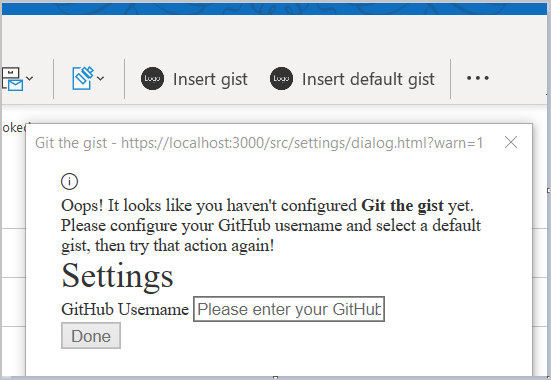 Logo Insert gist Logo Insert default gist
Git the gist - https://localhost:3000/src/settings/dialog.html?warn=1
Oops! It looks like you haven't configured Git the gist yet.
Please configure your GitHub username and select a default
gist, then try that action again!
Settings
GitHub Username Please enter your GitHub
Done